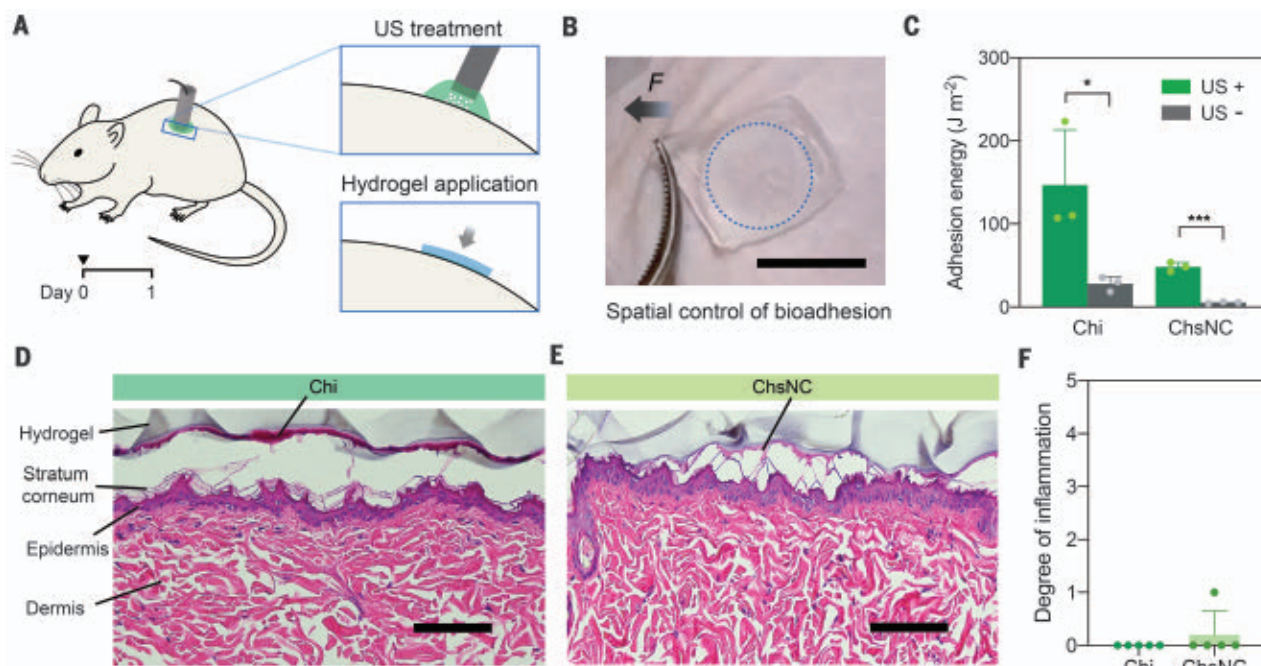 A
US treatment
Hydrogel application
Day 0 1
B
F
Spatial control of bioadhesion
C
Adhesion energy (J m-2)
300
200
100
0
US +
US -
*
***
Chi
ChsNC
D
Chi
Hydrogel
Stratum
corneum
Epidermis
Dermis
E
ChsNC
F
Degree of inflammation
5
4
3
2
1
0
Chi
ChsNC